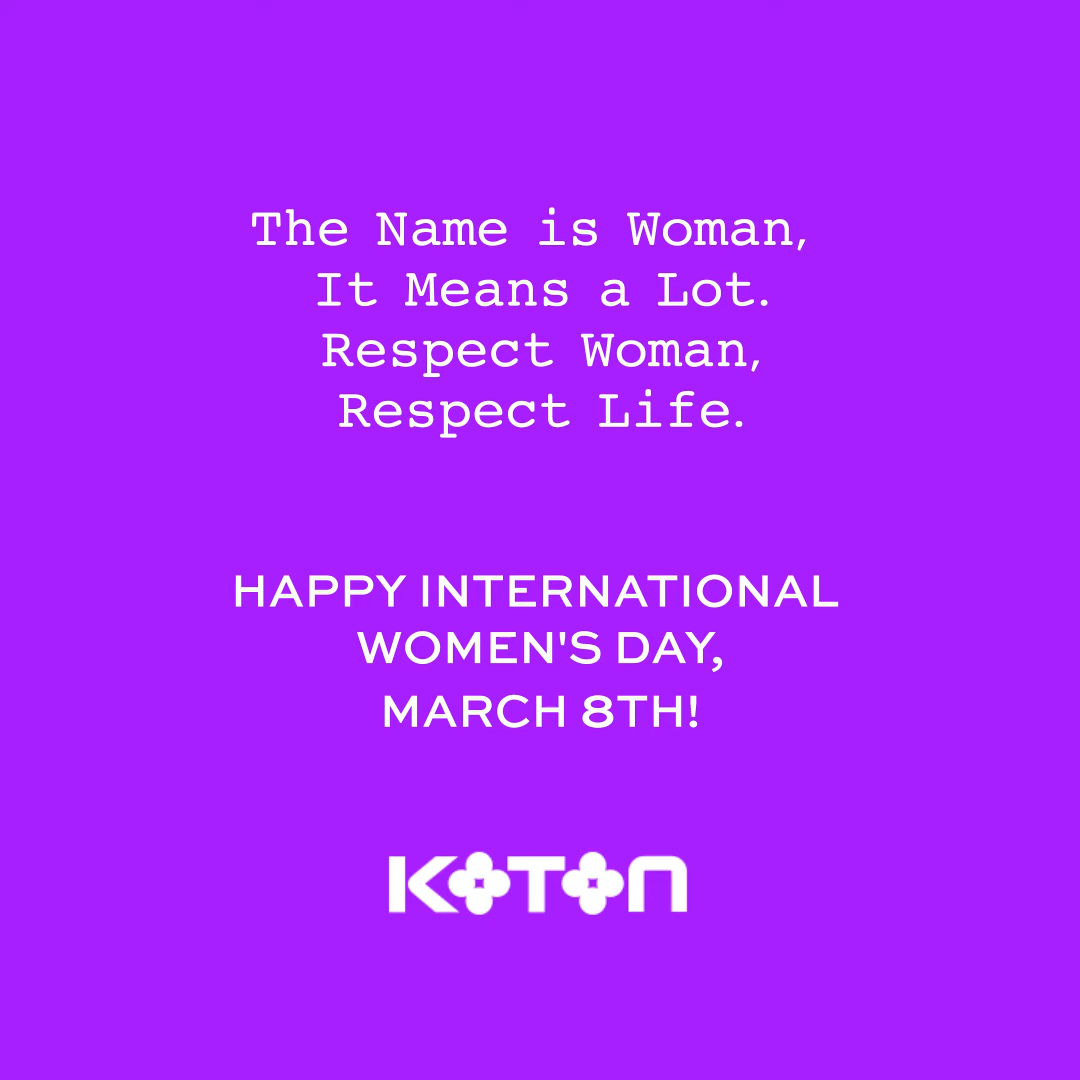 The Name is Woman,
It Means a Lot.
Respect Woman,
Respect Life.
HAPPY INTERNATIONAL
WOMEN'S DAY,
MARCH 8TH!
KOTON